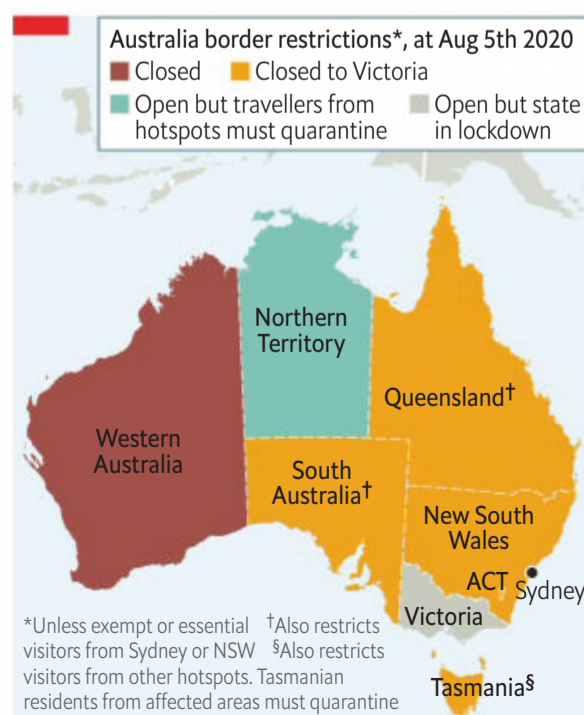 Australia border restrictions*, at Aug 5th 2020
Closed Closed to Victoria
Open but travellers from hotspots must quarantine
Open but state in lockdown
Northern
Territory
Queensland†
Western
Australia
South
Australia†
New South
Wales
ACT
Sydney
Victoria
Tasmania§
*Unless exempt or essential †Also restricts
visitors from Sydney or NSW §Also restricts
visitors from other hotspots. Tasmanian
residents from affected areas must quarantine